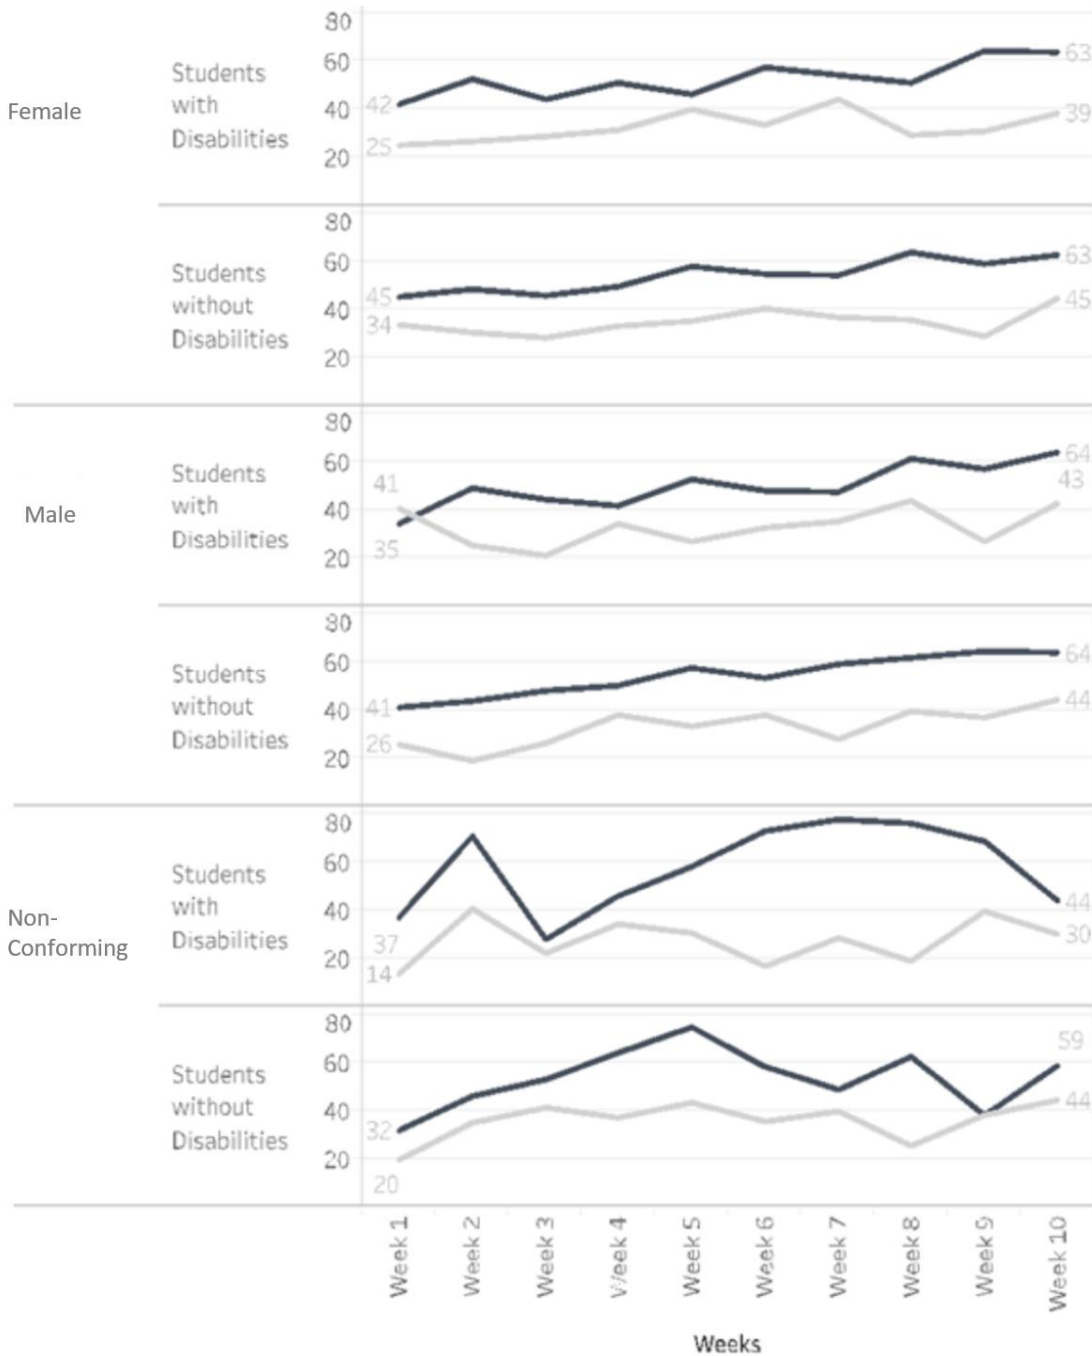 Female
Students
with
Disabilities
80
60
40
20
42
25
63
39
Students
without
Disabilities
80
60
40
20
45
34
63
45
Male
Students
with
Disabilities
80
60
40
20
41
35
64
43
Students
without
Disabilities
80
60
40
20
41
26
64
44
Non-
Conforming
Students
with
Disabilities
80
60
40
20
37
14
44
30
Students
without
Disabilities
80
60
40
20
32
20
59
44
Week 1
Week 2
Week 3
Week 4
Week 5
Week 6
Week 7
Week 8
Week 9
Week 10
Weeks